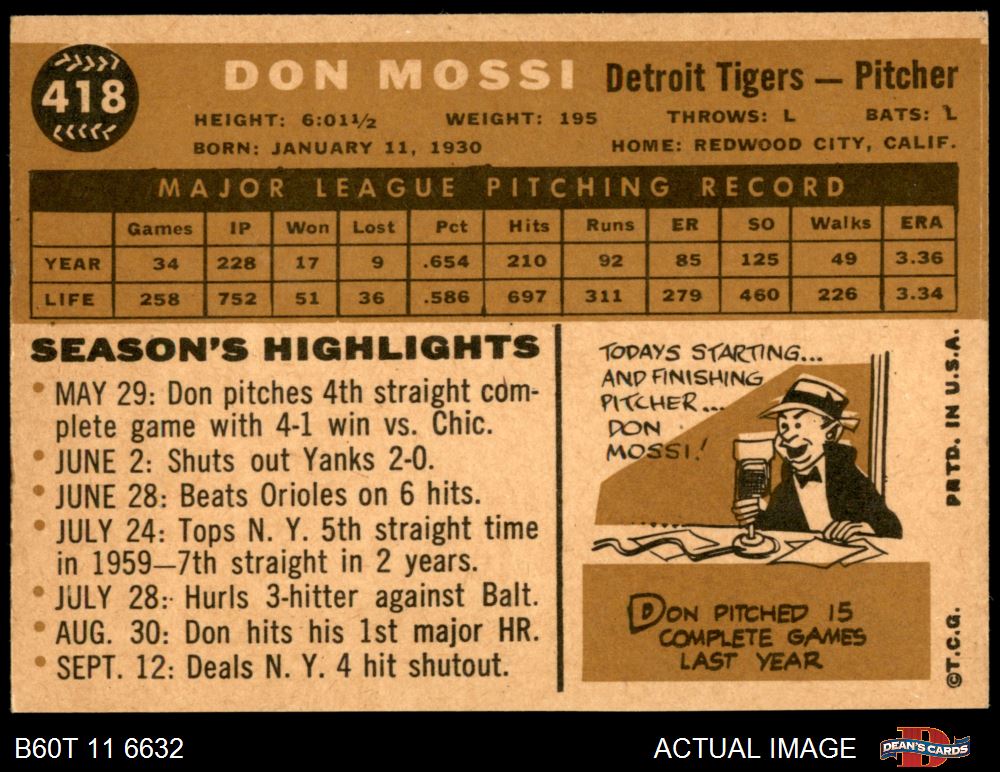 418
DON MOSSI Detroit Tigers — Pitcher
HEIGHT: 6:01½ WEIGHT: 195 THROWS: L BATS: L
BORN: JANUARY 11, 1930 HOME: REDWOOD CITY, CALIF.
MAJOR LEAGUE PITCHING RECORD
Games IP Won Lost Pct Hits Runs ER SO Walks ERA
YEAR 34 228 17 9 .654 210 92 85 125 49 3.36
LIFE 258 752 51 36 .586 697 311 279 460 226 3.34
SEASON'S HIGHLIGHTS
• MAY 29: Don pitches 4th straight com-
plete game with 4-1 win vs. Chic.
• JUNE 2: Shuts out Yanks 2-0.
• JUNE 28: Beats Orioles on 6 hits.
• JULY 24: Tops N. Y. 5th straight time
in 1959—7th straight in 2 years.
• JULY 28: Hurls 3-hitter against Balt.
• AUG. 30: Don hits his 1st major HR.
• SEPT. 12: Deals N. Y. 4 hit shutout.
TODAYS STARTING...
AND FINISHING
PITCHER...
DON
MOSSI!
DON PITCHED 15
COMPLETE GAMES
LAST YEAR
©T.C.G. PRTD. IN U.S.A.
B60T 11 6632 ACTUAL IMAGE
D
DEAN'S CARDS